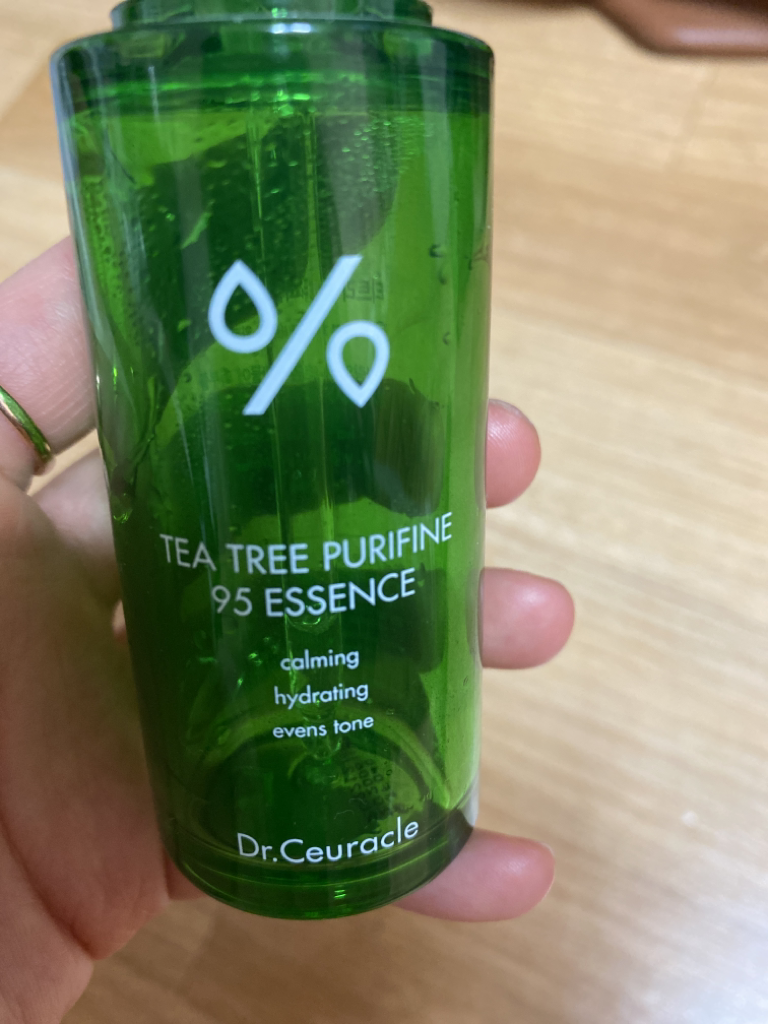 %
TEA TREE PURIFINE
95 ESSENCE
calming
hydrating
evens tone
Dr.Ceuracle